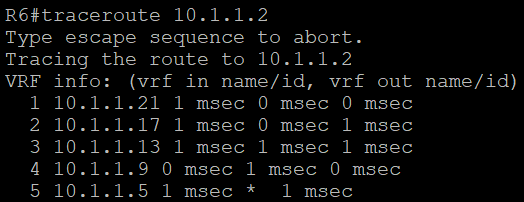 R6#traceroute 10.1.1.2
Type escape sequence to abort.
Tracing the route to 10.1.1.2
VRF info: (vrf in name/id, vrf out name/id)
1 10.1.1.21 1 msec 0 msec 0 msec
2 10.1.1.17 1 msec 0 msec 1 msec
3 10.1.1.13 1 msec 1 msec 1 msec
4 10.1.1.9 0 msec 1 msec 0 msec
5 10.1.1.5 1 msec * 1 msec